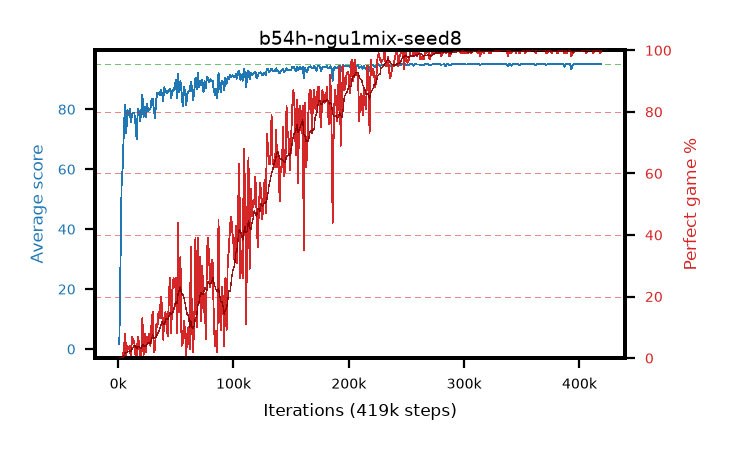 b54h-ngu1mix-seed8
Average score
80
60
40
20
0
100
80
60
40
20
0
Perfect game %
0k
100k
200k
300k
400k
Iterations (419k steps)